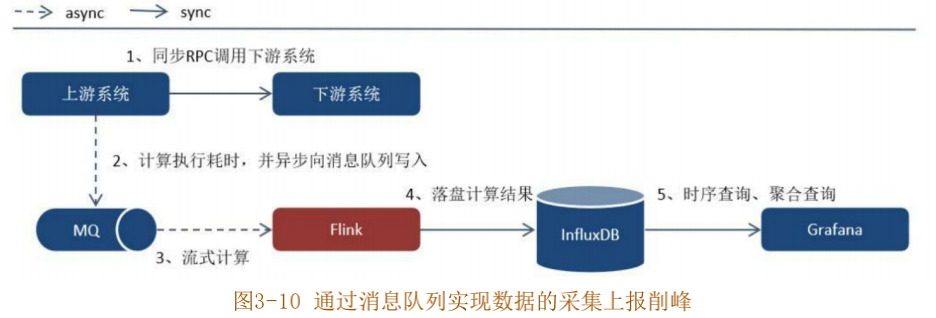 async sync
1、同步RPC调用下游系统
上游系统 下游系统
2、计算执行耗时，并异步向消息队列写入
4、落盘计算结果 5、时序查询、聚合查询
MQ Flink InfluxDB Grafana
3、流式计算
图3-10 通过消息队列实现数据的采集上报削峰